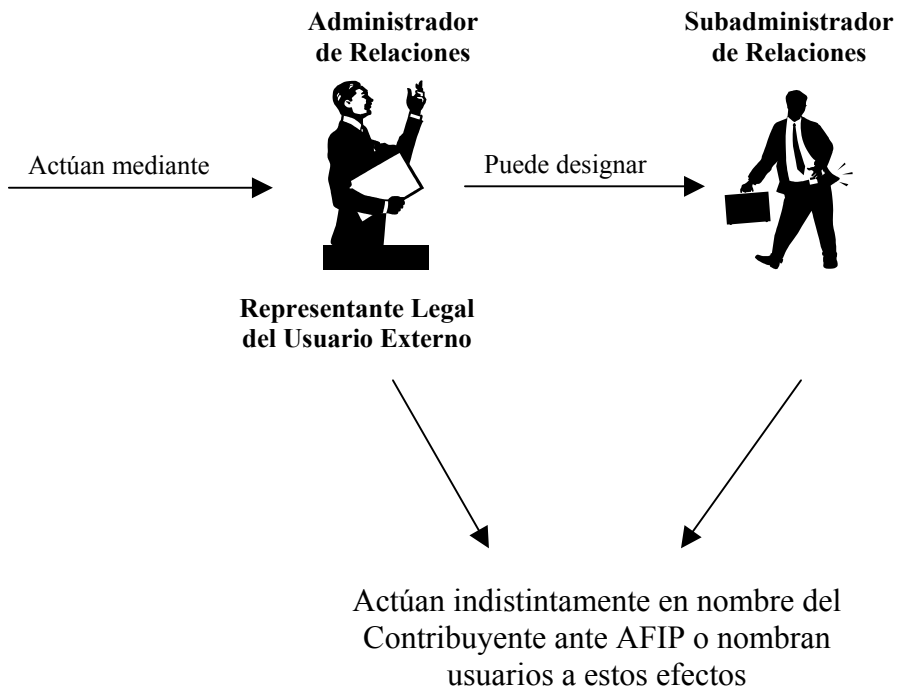 Administrador
de Relaciones
Subadministrador
de Relaciones
Actúan mediante
Puede designar
Representante Legal
del Usuario Externo
Actúan indistintamente en nombre del
Contribuyente ante AFIP o nombran
usuarios a estos efectos